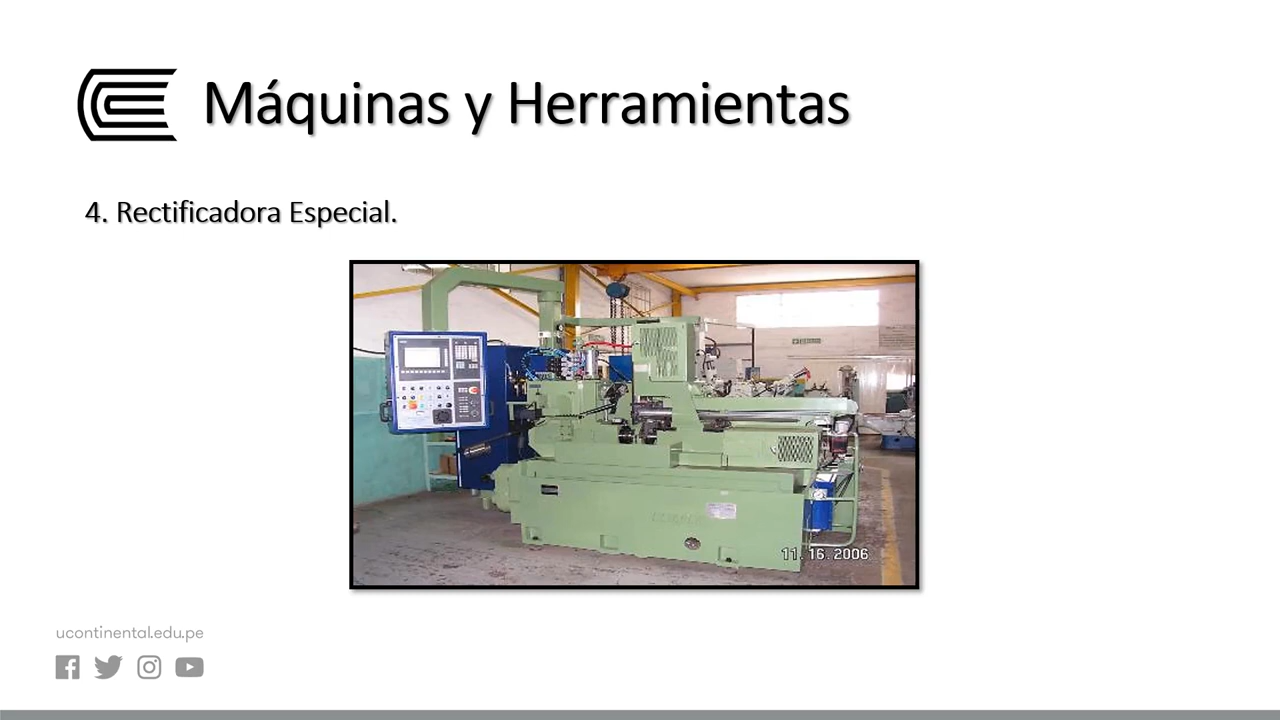 Máquinas y Herramientas
4. Rectificadora Especial.
11.16.2006
ucontinental.edu.pe